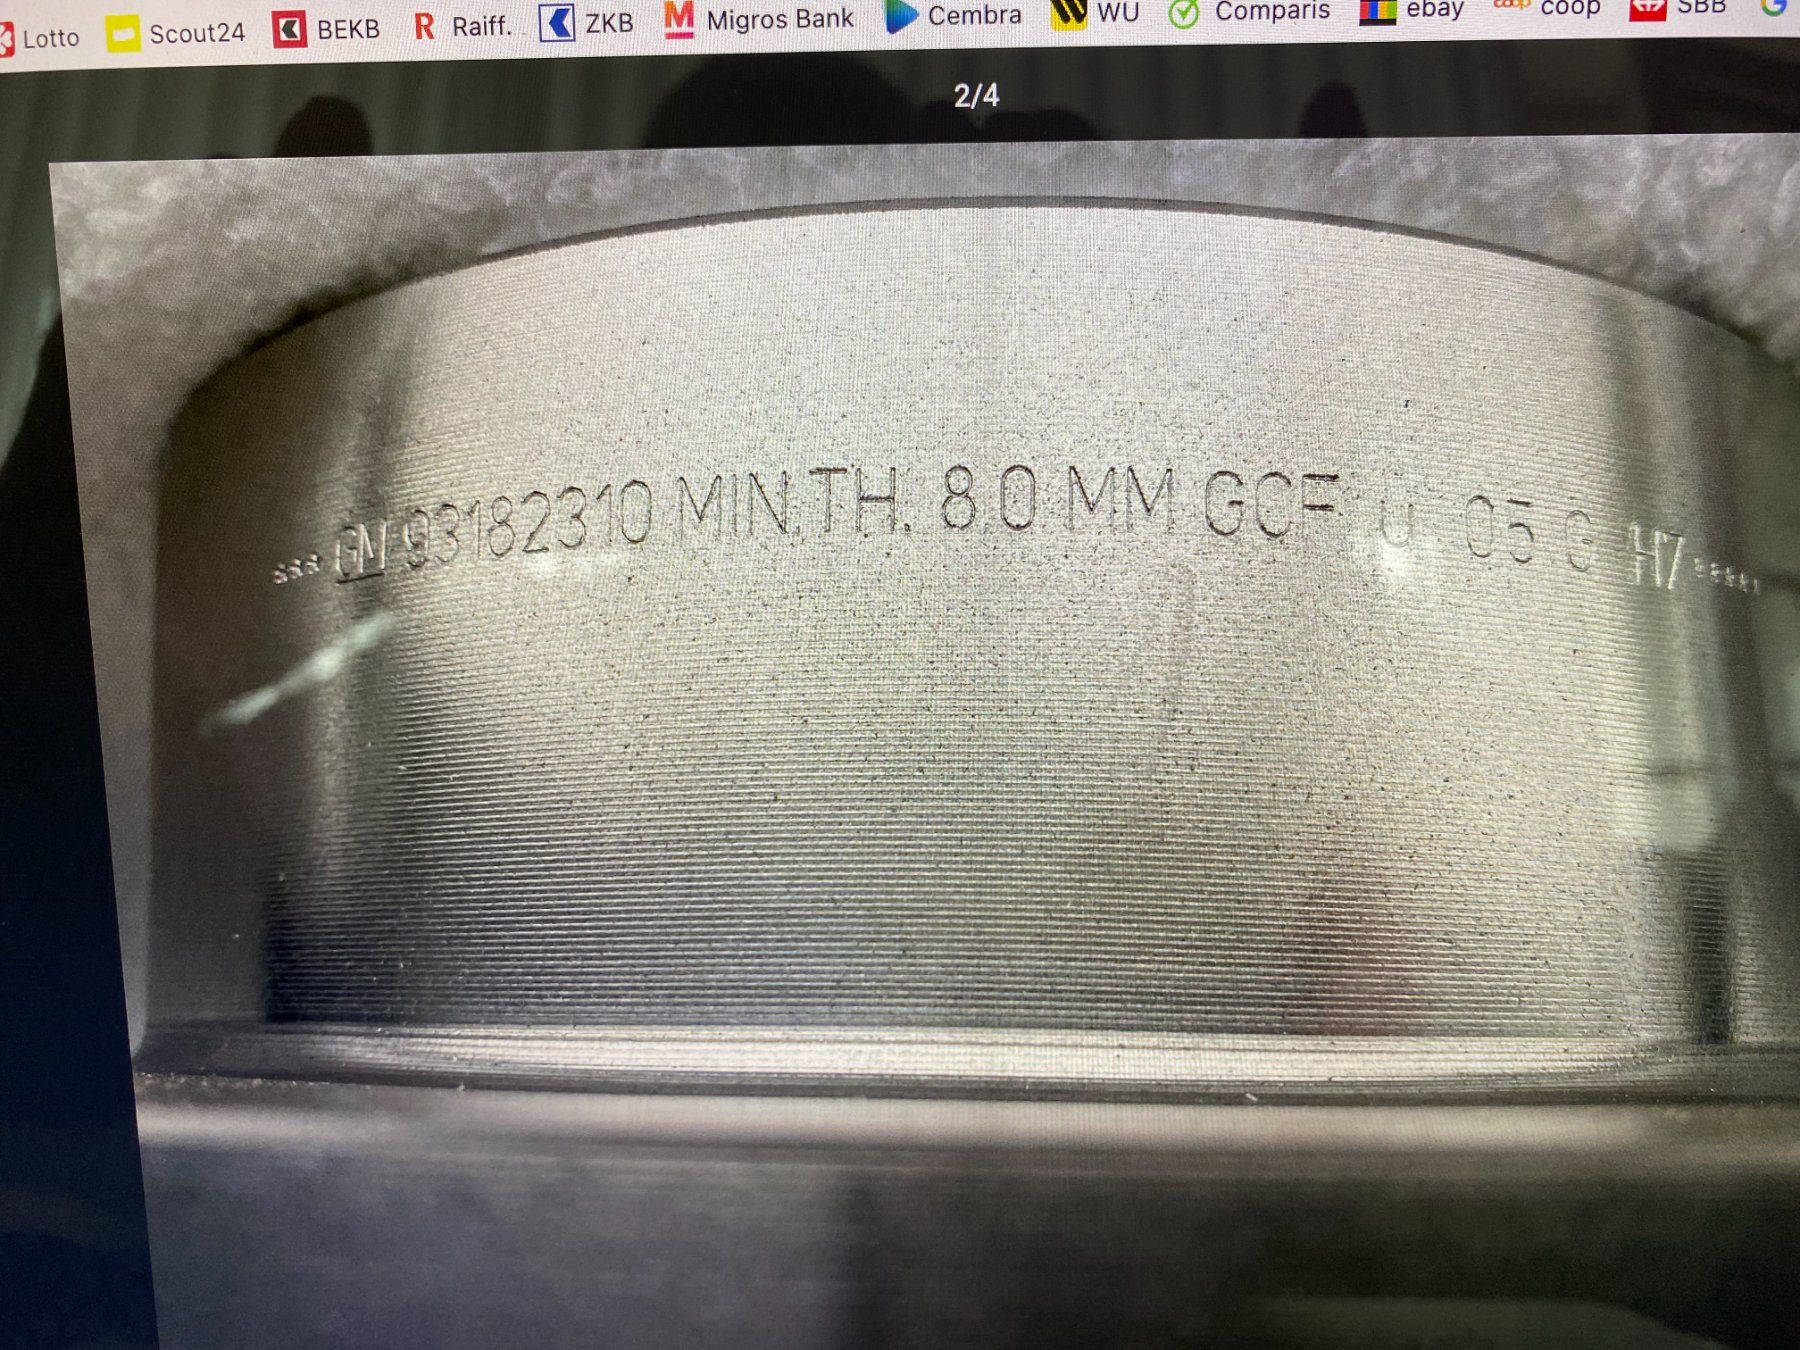 Lotto Scout24 BEKB Raiff. ZKB Migros Bank Cembra WU Comparis ebay coop SBB
2/4
*** GM 93182310 MIN.TH. 8.0 MM GCF U 05 G H7 *****